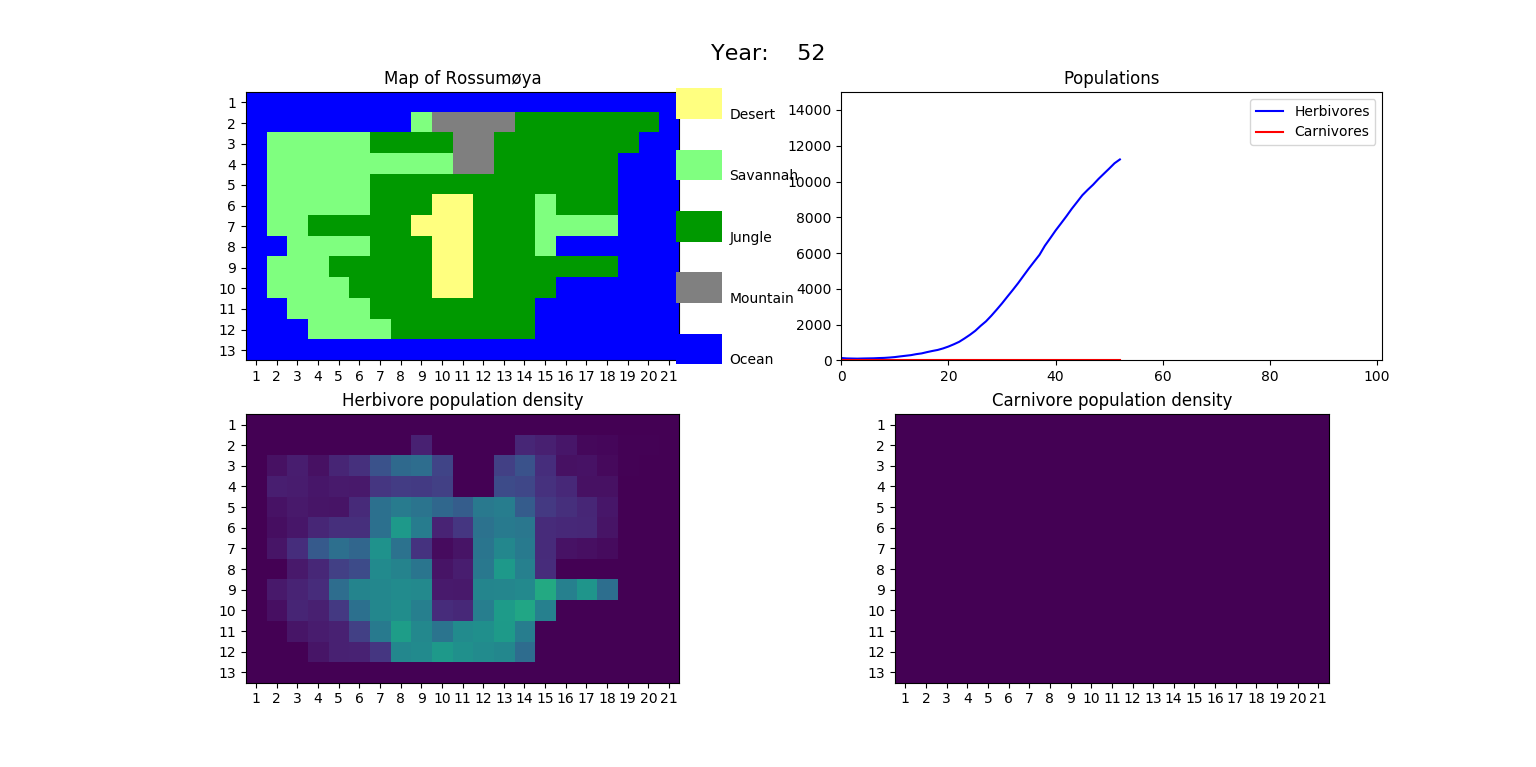 Year: 52
Map of Rossumøya
1
2
3
4
5
6
7
8
9
10
11
12
13
1 2 3 4 5 6 7 8 9 10 11 12 13 14 15 16 17 18 19 20 21
Desert
Savannah
Jungle
Mountain
Ocean
Populations
14000
12000
10000
8000
6000
4000
2000
0
0 20 40 60 80 100
Herbivores
Carnivores
Herbivore population density
1
2
3
4
5
6
7
8
9
10
11
12
13
1 2 3 4 5 6 7 8 9 10 11 12 13 14 15 16 17 18 19 20 21
Carnivore population density
1
2
3
4
5
6
7
8
9
10
11
12
13
1 2 3 4 5 6 7 8 9 10 11 12 13 14 15 16 17 18 19 20 21